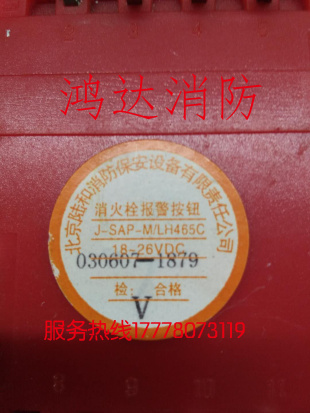 鸿达消防
北京陆和消防保安设备有限责任公司
消火栓报警按钮
J-SAP-M/LH465C
18-26VDC
030607-1879
检: 合格
V
服务热线17778073119